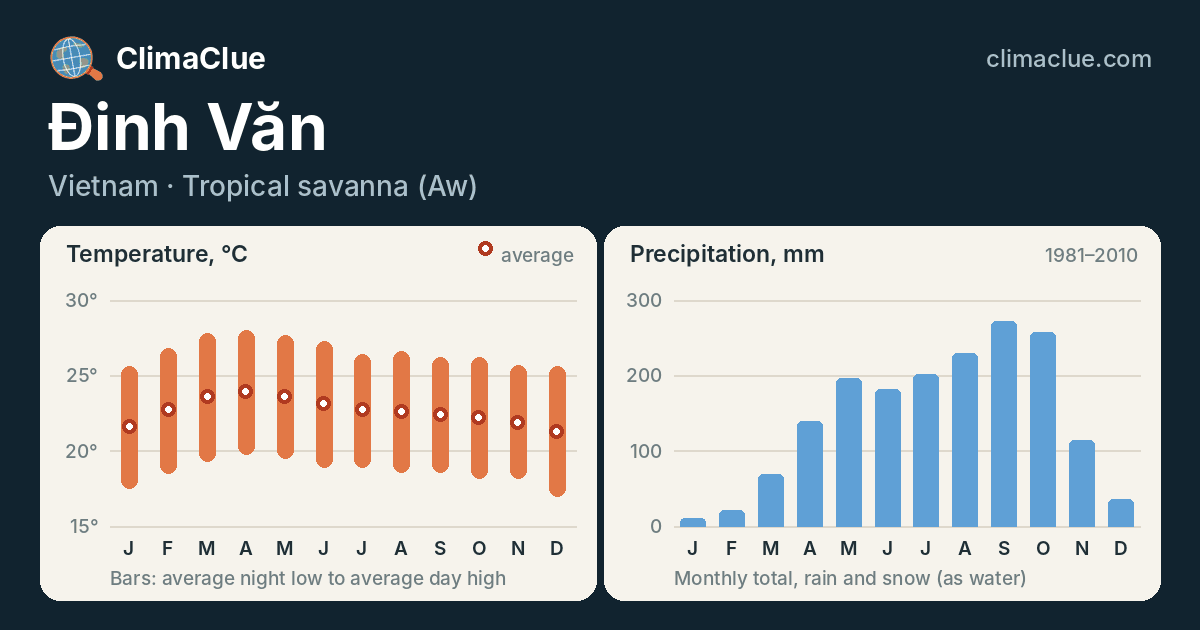 ClimaClue
climaclue.com
Đinh Văn
Vietnam · Tropical savanna (Aw)
Temperature, °C
average
30°
25°
20°
15°
J F M A M J J A S O N D
Bars: average night low to average day high
Precipitation, mm
1981–2010
300
200
100
0
J F M A M J J A S O N D
Monthly total, rain and snow (as water)